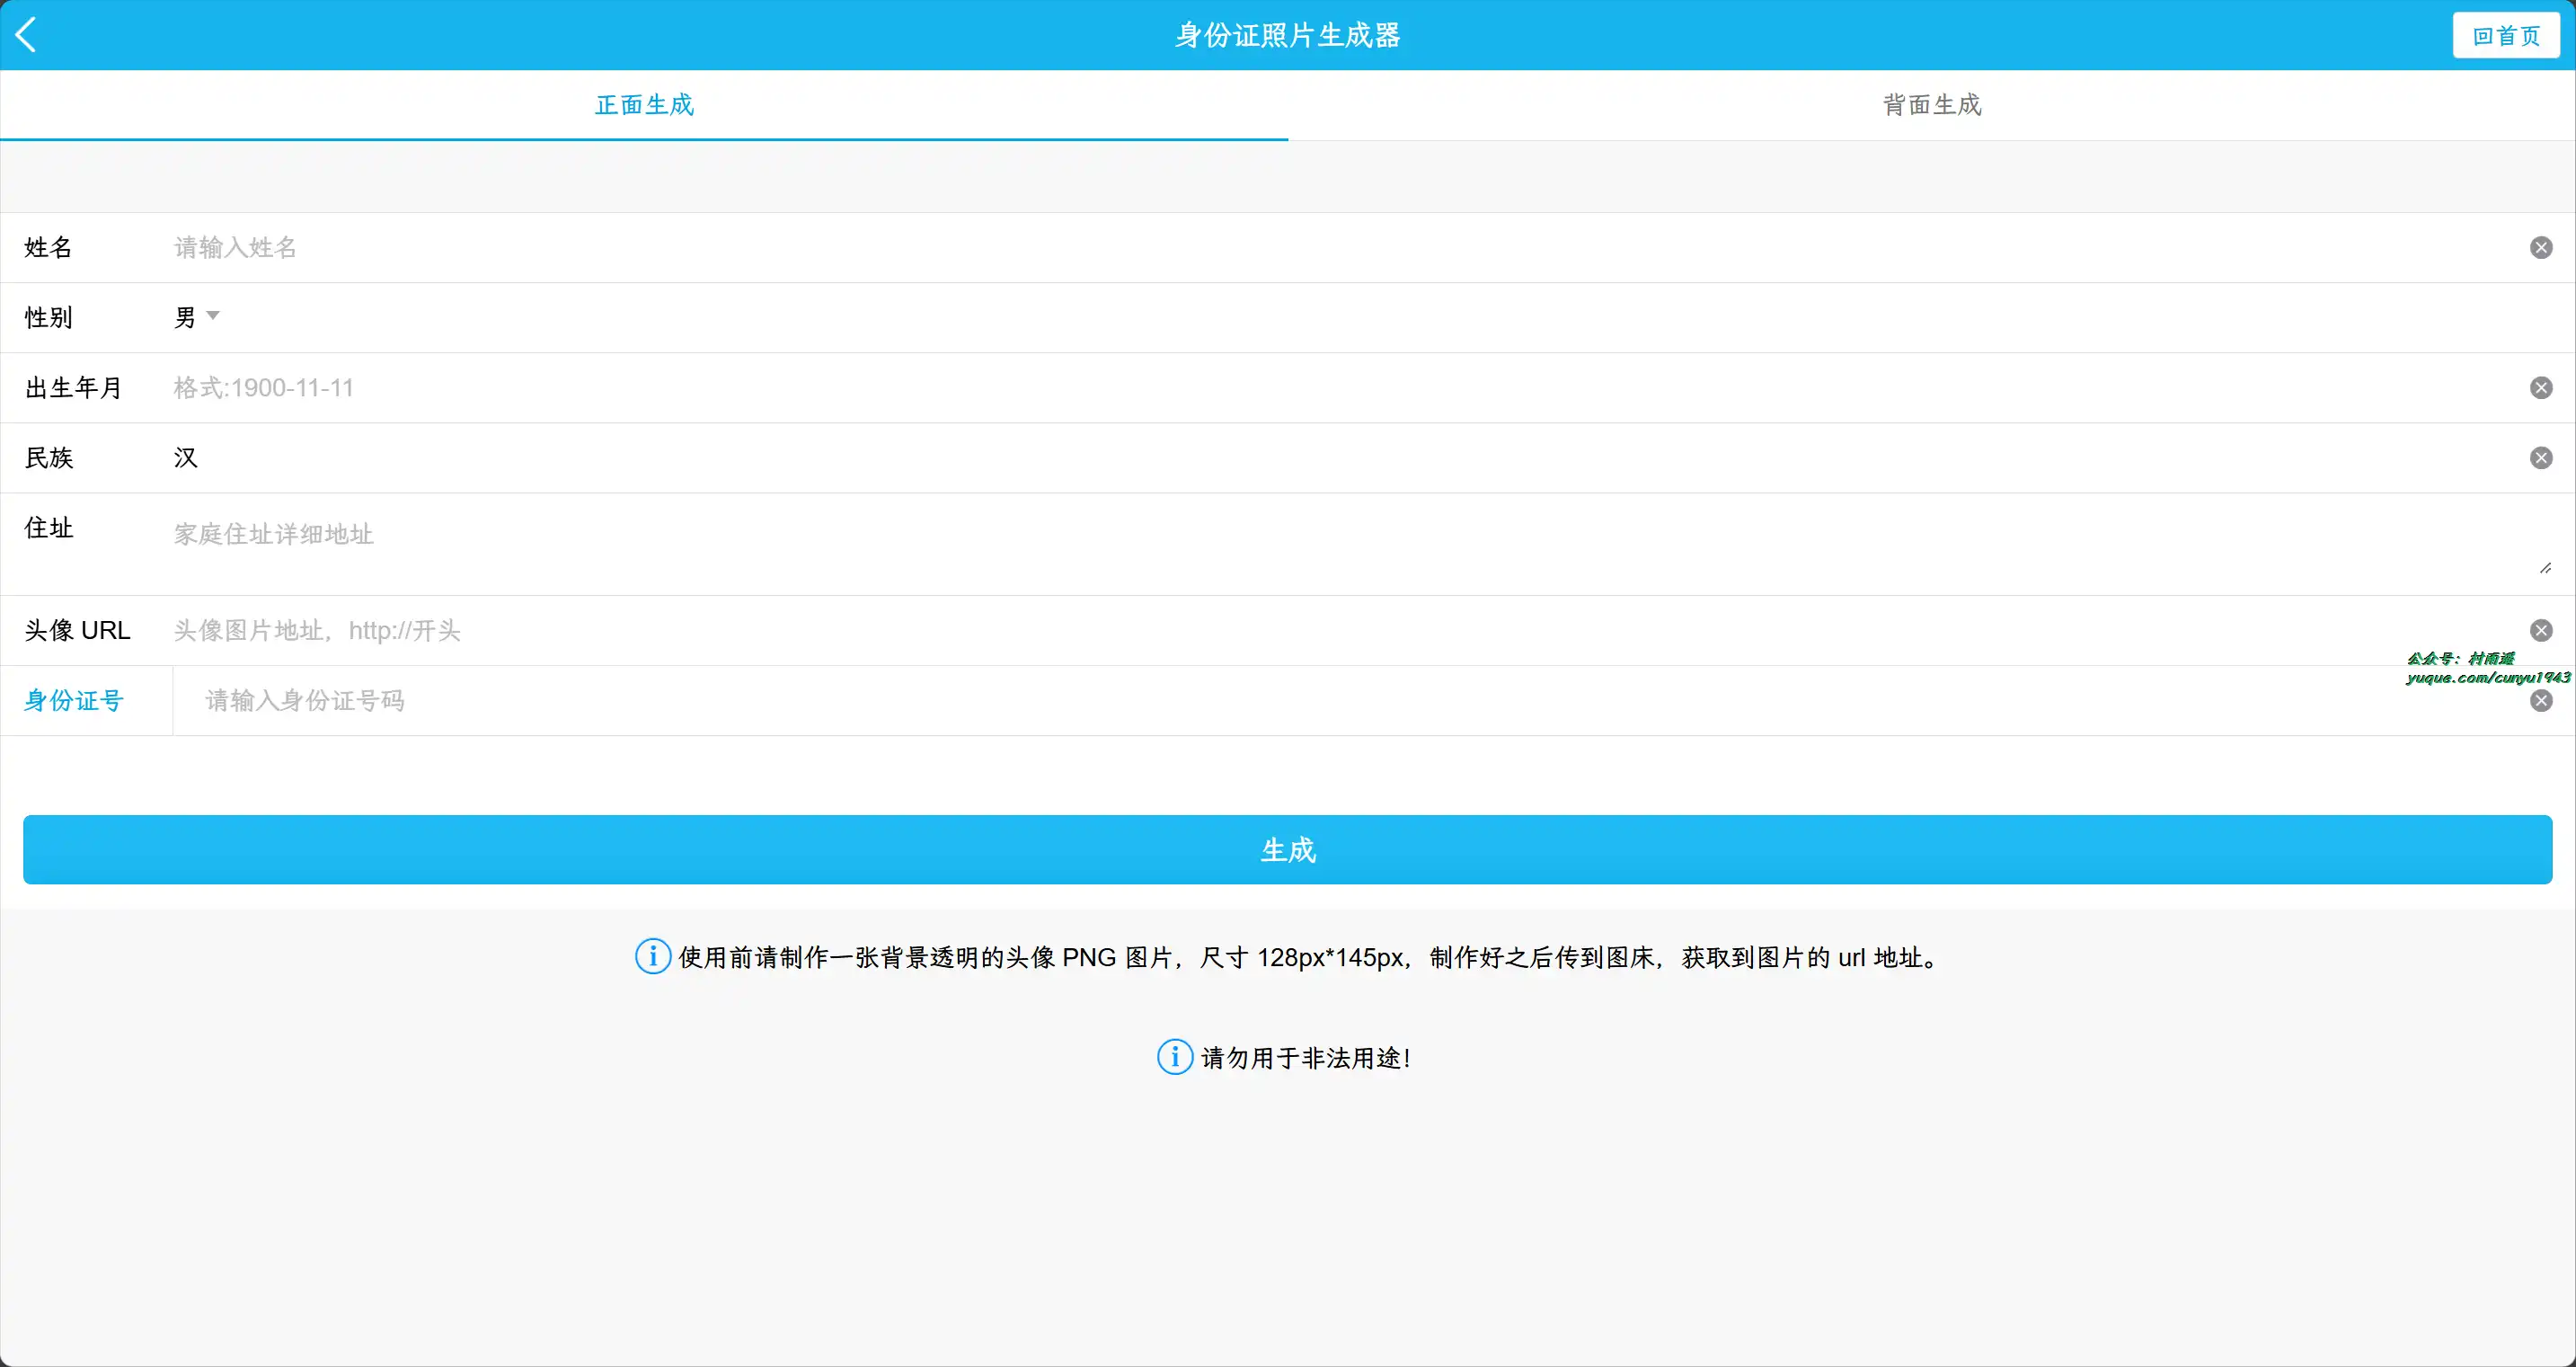 身份证照片生成器
回首页
正面生成
背面生成
姓名 请输入姓名
性别 男
出生年月 格式:1900-11-11
民族 汉
住址 家庭住址详细地址
头像 URL 头像图片地址，http://开头
公众号：村雨遥
yuque.com/cunyu1943
身份证号 请输入身份证号码
生成
使用前请制作一张背景透明的头像 PNG 图片，尺寸 128px*145px，制作好之后传到图床，获取到图片的 url 地址。
请勿用于非法用途！